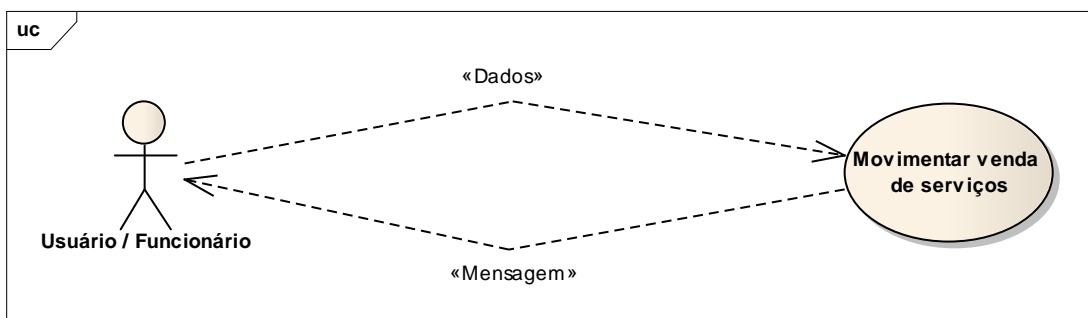 uc
«Dados»
Movimentar venda
de serviços
Usuário / Funcionário
«Mensagem»